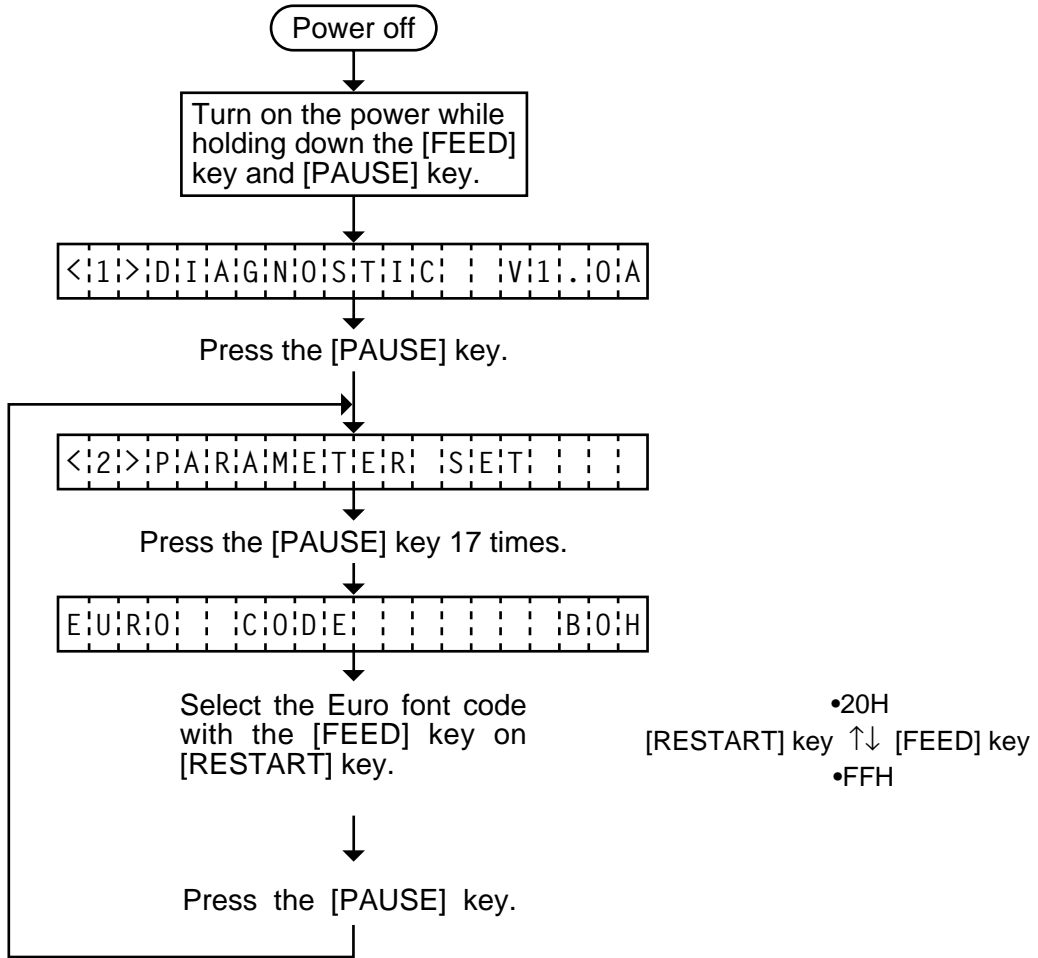 Power off
Turn on the power while
holding down the [FEED]
key and [PAUSE] key.
<1>DIAGNOSTIC  V1.0A
Press the [PAUSE] key.
<2>PARAMETER SET
Press the [PAUSE] key 17 times.
EURO  CODE       B0H
Select the Euro font code
with the [FEED] key on
[RESTART] key.
•20H
[RESTART] key ↑↓ [FEED] key
•FFH
Press the [PAUSE] key.